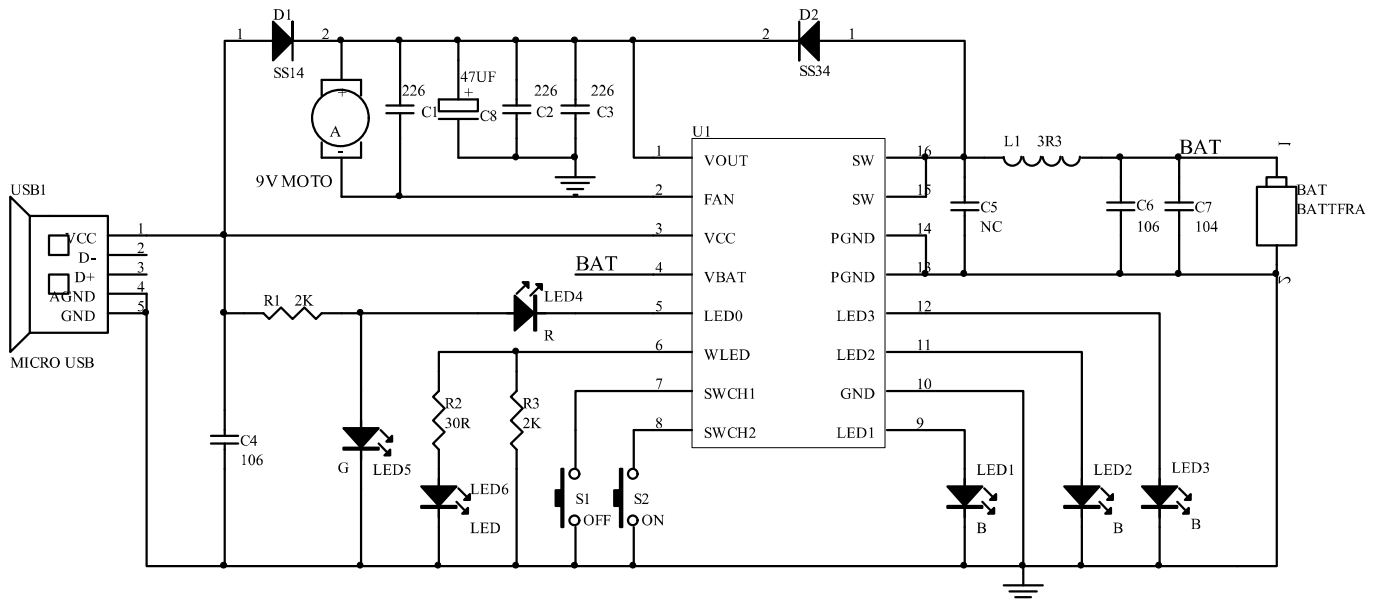 D1
D2
1
2
2
1
SS14
SS34
226
47UF
+
226
226
C1
C8
C2
C3
+
A
-
9V MOTO
U1
1
VOUT
SW
16
2
FAN
SW
15
3
VCC
PGND
14
4
VBAT
PGND
13
5
LED0
LED3
12
6
WLED
LED2
11
7
SWCH1
GND
10
8
SWCH2
LED1
9
L1 3R3
BAT
1
C5
NC
C6
106
C7
104
BAT
BATTFRA
2
USB1
VCC
1
D-
2
D+
3
AGND
4
GND
5
MICRO USB
BAT
R1 2K
LED4
R
R2
30R
R3
2K
C4
106
G
LED5
LED6
LED
S1
OFF
S2
ON
LED1
B
LED2
B
LED3
B